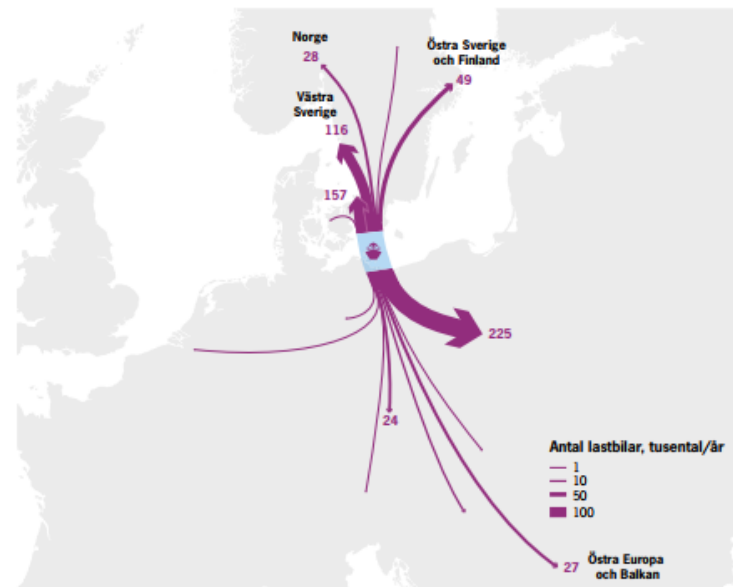 Norge
28
Östra Sverige
och Finland
49
Västra
Sverige
116
157
225
24
Antal lastbilar, tusental/år
1
10
50
100
27
Östra Europa
och Balkan